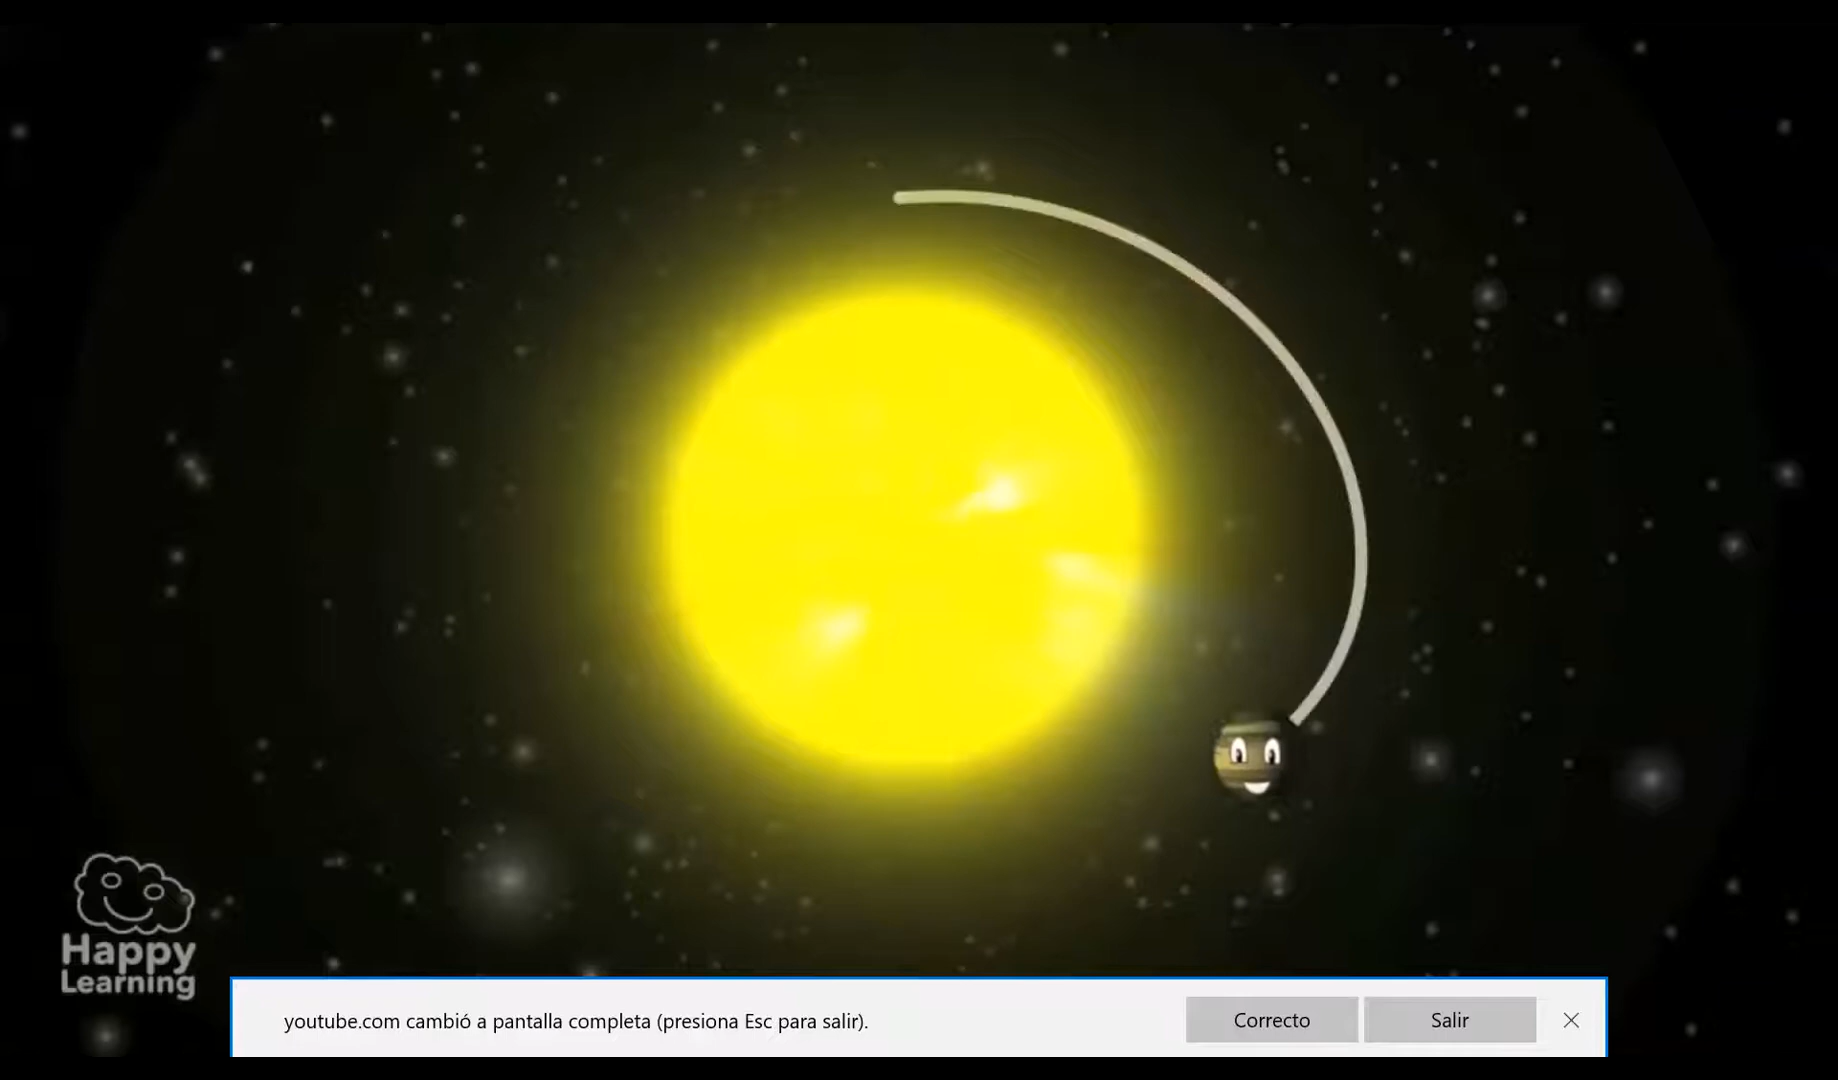 Happy
Learning
youtube.com cambió a pantalla completa (presiona Esc para salir).
Correcto
Salir